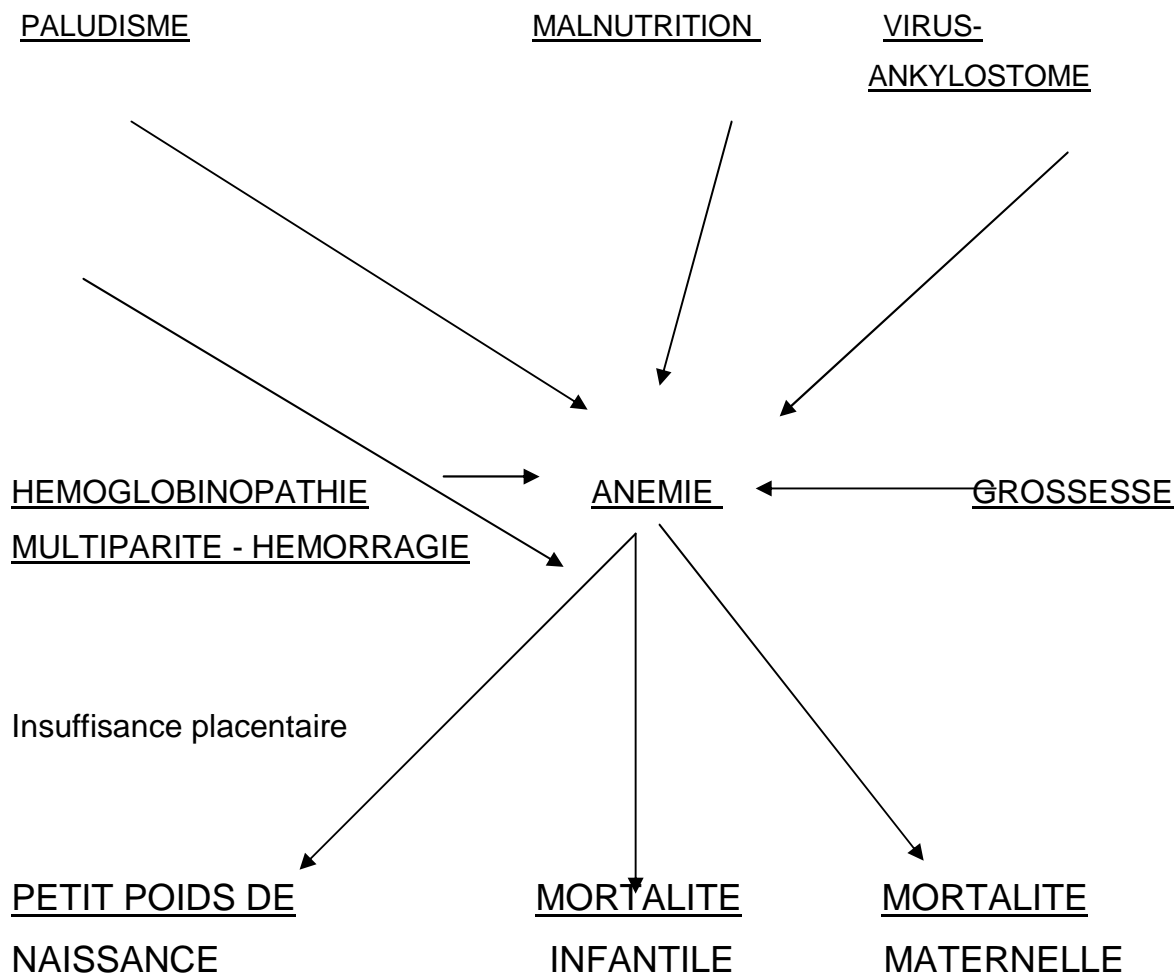 PALUDISME MALNUTRITION VIRUS-
ANKYLOSTOME
HEMOGLOBINOPATHIE ANEMIE GROSSESSE
MULTIPARITE - HEMORRAGIE
Insuffisance placentaire
PETIT POIDS DE MORTALITE MORTALITE
NAISSANCE INFANTILE MATERNELLE